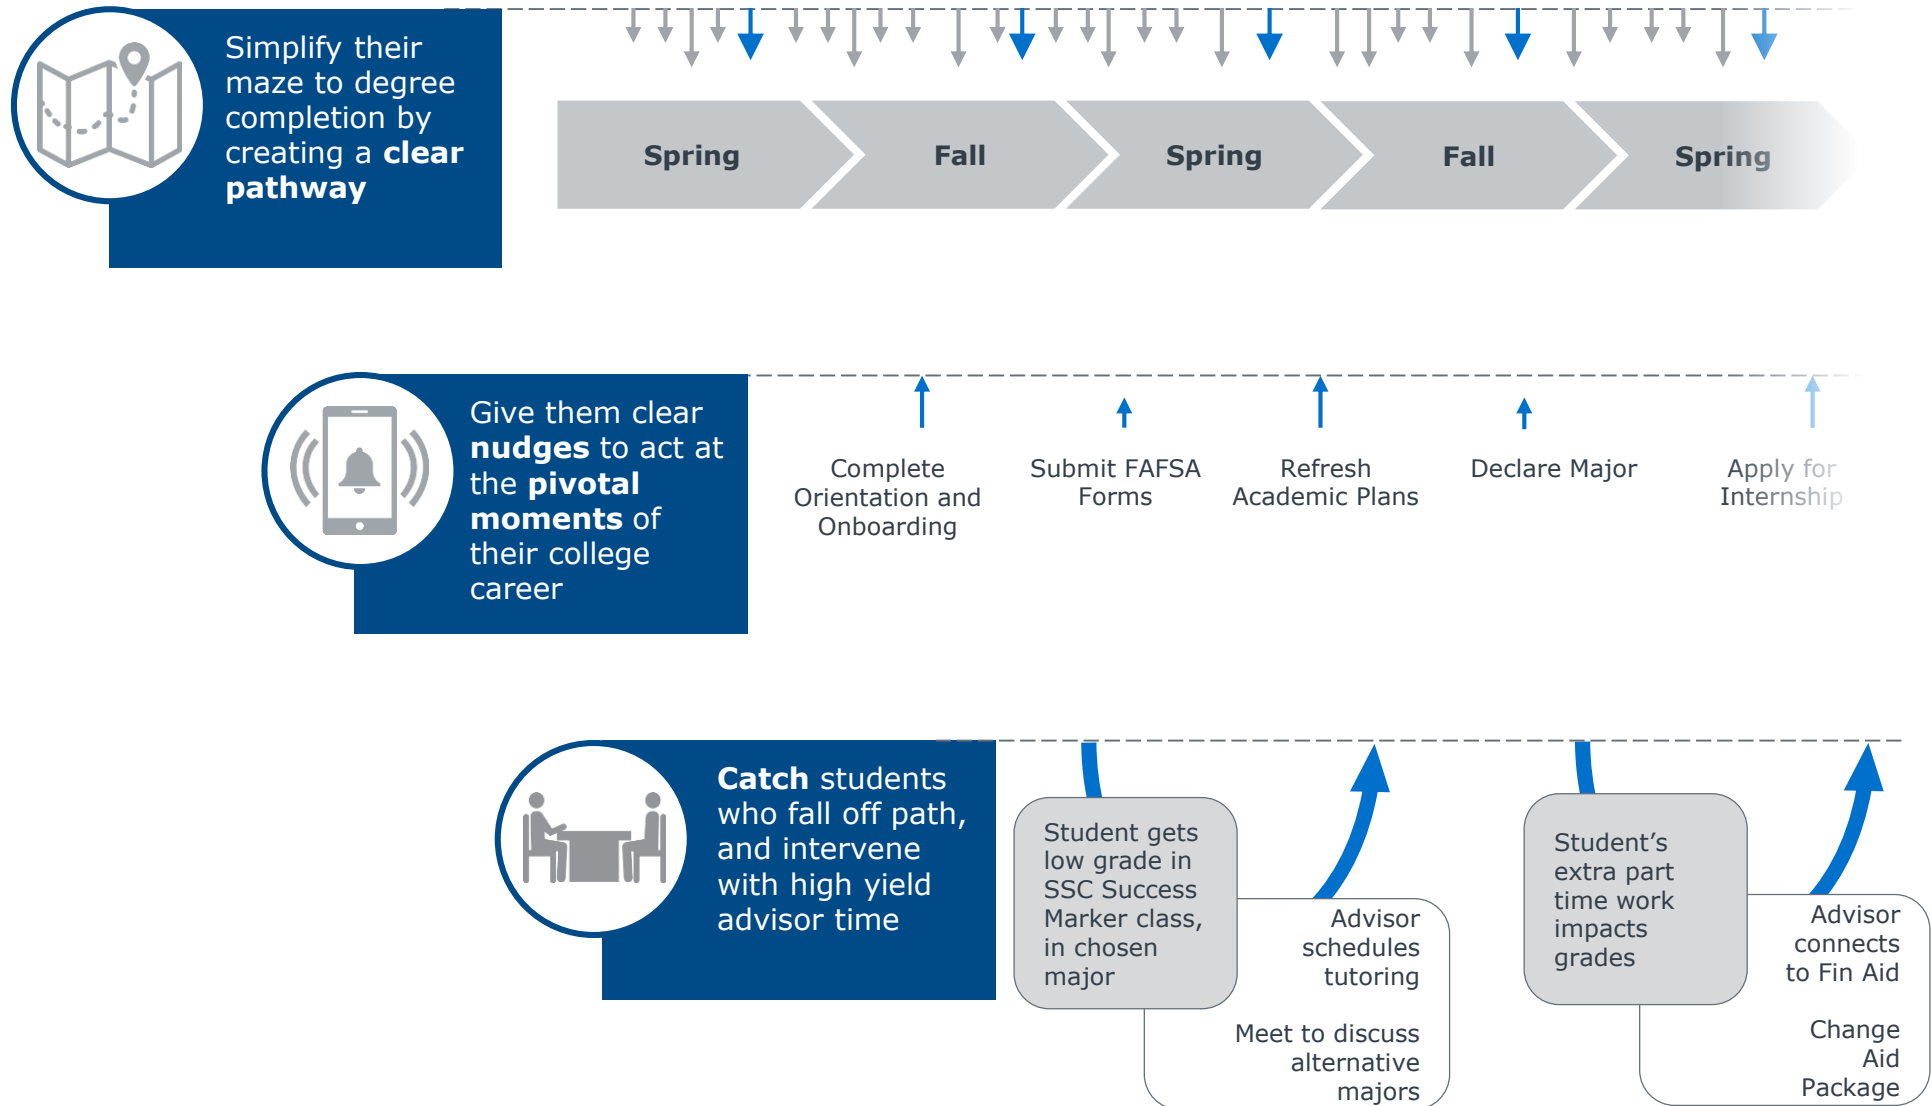 Simplify their
maze to degree
completion by
creating a clear
pathway
Spring
Fall
Spring
Fall
Spring
Give them clear
nudges to act at
the pivotal
moments of
their college
career
Complete
Orientation and
Onboarding
Submit FAFSA
Forms
Refresh
Academic Plans
Declare Major
Apply for
Internship
Catch students
who fall off path,
and intervene
with high yield
advisor time
Student gets
low grade in
SSC Success
Marker class,
in chosen
major
Advisor
schedules
tutoring
Meet to discuss
alternative
majors
Student’s
extra part
time work
impacts
grades
Advisor
connects
to Fin Aid
Change
Aid
Package